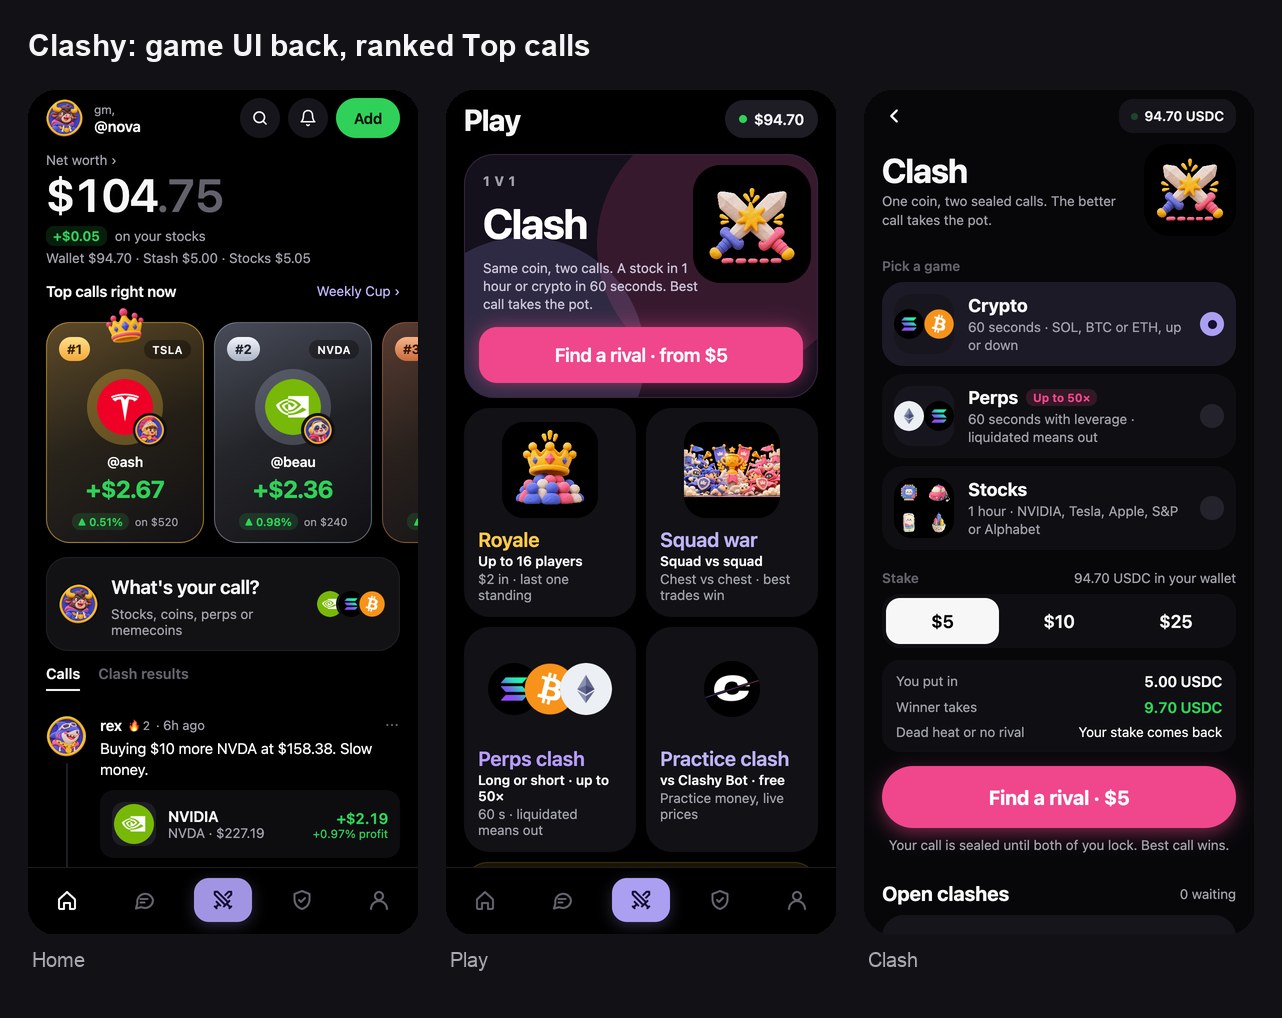 Clashy: game UI back, ranked Top calls
gm,
@nova
Add
Net worth ›
$104.75
+$0.05 on your stocks
Wallet $94.70 · Stash $5.00 · Stocks $5.05
Top calls right now
Weekly Cup ›
#1
TSLA
@ash
+$2.67
▲ 0.51% on $520
#2
NVDA
@beau
+$2.36
▲ 0.98% on $240
#3
What's your call?
Stocks, coins, perps or
memecoins
Calls
Clash results
rex 🔥 2 · 6h ago
Buying $10 more NVDA at $158.38. Slow
money.
NVIDIA
NVDA · $227.19
+$2.19
+0.97% profit
Home
Play
$94.70
1 V 1
Clash
Same coin, two calls. A stock in 1
hour or crypto in 60 seconds. Best
call takes the pot.
Find a rival · from $5
Royale
Up to 16 players
$2 in · last one
standing
Squad war
Squad vs squad
Chest vs chest · best
trades win
Perps clash
Long or short · up to
50×
60 s · liquidated
means out
Practice clash
vs Clashy Bot · free
Practice money, live
prices
Play
94.70 USDC
Clash
One coin, two sealed calls. The better
call takes the pot.
Pick a game
Crypto
60 seconds · SOL, BTC or ETH, up
or down
Perps Up to 50×
60 seconds with leverage ·
liquidated means out
Stocks
1 hour · NVIDIA, Tesla, Apple, S&P
or Alphabet
Stake
94.70 USDC in your wallet
$5
$10
$25
You put in
5.00 USDC
Winner takes
9.70 USDC
Dead heat or no rival
Your stake comes back
Find a rival · $5
Your call is sealed until both of you lock. Best call wins.
Open clashes
0 waiting
Clash